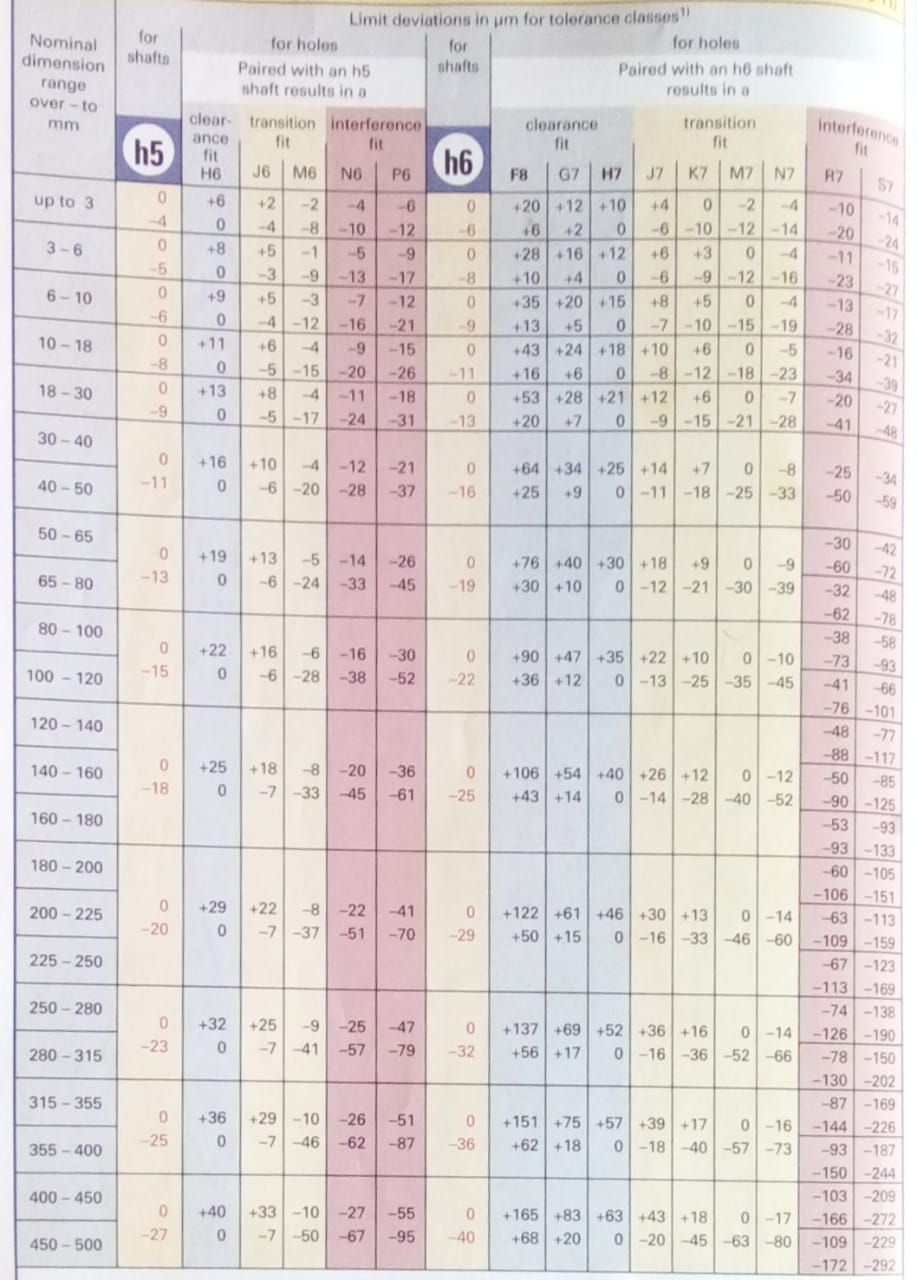 Limit deviations in µm for tolerance classes¹⁾
Nominal dimension range over – to mm
for shafts
for holes
for shafts
for holes
Paired with an h5 shaft results in a
Paired with an h6 shaft results in a
clear-ance fit
transition fit
interference fit
clearance fit
transition fit
interference fit
h5 H6 J6 M6 N6 P6 h6 F8 G7 H7 J7 K7 M7 N7 R7 S7
up to 3 0 +6 +2 –2 –4 –6 0 +20 +12 +10 +4 0 –2 –4 –10 –14
–4 0 –4 –8 –10 –12 –6 +6 +2 0 –6 –10 –12 –14 –20 –24
3 – 6 0 +8 +5 –1 –5 –9 0 +28 +16 +12 +6 +3 0 –4 –11 –15
–5 0 –3 –9 –13 –17 –8 +10 +4 0 –6 –9 –12 –16 –23 –27
6 – 10 0 +9 +5 –3 –7 –12 0 +35 +20 +15 +8 +5 0 –4 –13 –17
–6 0 –4 –12 –16 –21 –9 +13 +5 0 –7 –10 –15 –19 –28 –32
10 – 18 0 +11 +6 –4 –9 –15 0 +43 +24 +18 +10 +6 0 –5 –16 –21
–8 0 –5 –15 –20 –26 –11 +16 +6 0 –8 –12 –18 –23 –34 –39
18 – 30 0 +13 +8 –4 –11 –18 0 +53 +28 +21 +12 +6 0 –7 –20 –27
–9 0 –5 –17 –24 –31 –13 +20 +7 0 –9 –15 –21 –28 –41 –48
30 – 40
0 +16 +10 –4 –12 –21 0 +64 +34 +25 +14 +7 0 –8 –25 –34
40 – 50 –11 0 –6 –20 –28 –37 –16 +25 +9 0 –11 –18 –25 –33 –50 –59
50 – 65 –30 –42
0 +19 +13 –5 –14 –26 0 +76 +40 +30 +18 +9 0 –9 –60 –72
65 – 80 –13 0 –6 –24 –33 –45 –19 +30 +10 0 –12 –21 –30 –39 –32 –48
–62 –78
80 – 100 –38 –58
0 +22 +16 –6 –16 –30 0 +90 +47 +35 +22 +10 0 –10 –73 –93
100 – 120 –15 0 –6 –28 –38 –52 –22 +36 +12 0 –13 –25 –35 –45 –41 –66
–76 –101
120 – 140 –48 –77
–88 –117
140 – 160 0 +25 +18 –8 –20 –36 0 +106 +54 +40 +26 +12 0 –12 –50 –85
–18 0 –7 –33 –45 –61 –25 +43 +14 0 –14 –28 –40 –52 –90 –125
160 – 180 –53 –93
–93 –133
180 – 200 –60 –105
–106 –151
200 – 225 0 +29 +22 –8 –22 –41 0 +122 +61 +46 +30 +13 0 –14 –63 –113
–20 0 –7 –37 –51 –70 –29 +50 +15 0 –16 –33 –46 –60 –109 –159
225 – 250 –67 –123
–113 –169
250 – 280 –74 –138
0 +32 +25 –9 –25 –47 0 +137 +69 +52 +36 +16 0 –14 –126 –190
280 – 315 –23 0 –7 –41 –57 –79 –32 +56 +17 0 –16 –36 –52 –66 –78 –150
–130 –202
315 – 355 –87 –169
0 +36 +29 –10 –26 –51 0 +151 +75 +57 +39 +17 0 –16 –144 –226
355 – 400 –25 0 –7 –46 –62 –87 –36 +62 +18 0 –18 –40 –57 –73 –93 –187
–150 –244
400 – 450 –103 –209
0 +40 +33 –10 –27 –55 0 +165 +83 +63 +43 +18 0 –17 –166 –272
450 – 500 –27 0 –7 –50 –67 –95 –40 +68 +20 0 –20 –45 –63 –80 –109 –229
–172 –292